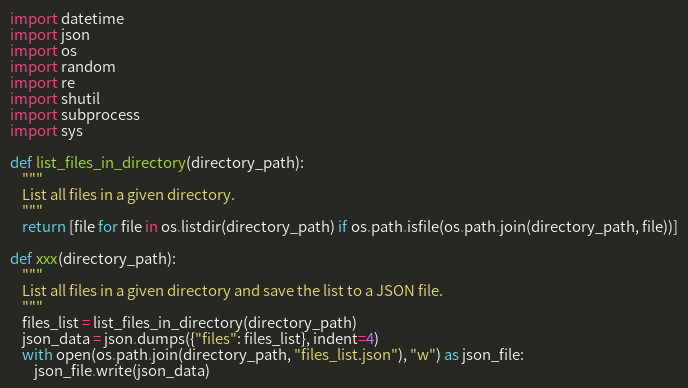 import datetime
import json
import os
import random
import re
import shutil
import subprocess
import sys

def list_files_in_directory(directory_path):
    """
    List all files in a given directory.
    """
    return [file for file in os.listdir(directory_path) if os.path.isfile(os.path.join(directory_path, file))]

def xxx(directory_path):
    """
    List all files in a given directory and save the list to a JSON file.
    """
    files_list = list_files_in_directory(directory_path)
    json_data = json.dumps({"files": files_list}, indent=4)
    with open(os.path.join(directory_path, "files_list.json"), "w") as json_file:
        json_file.write(json_data)